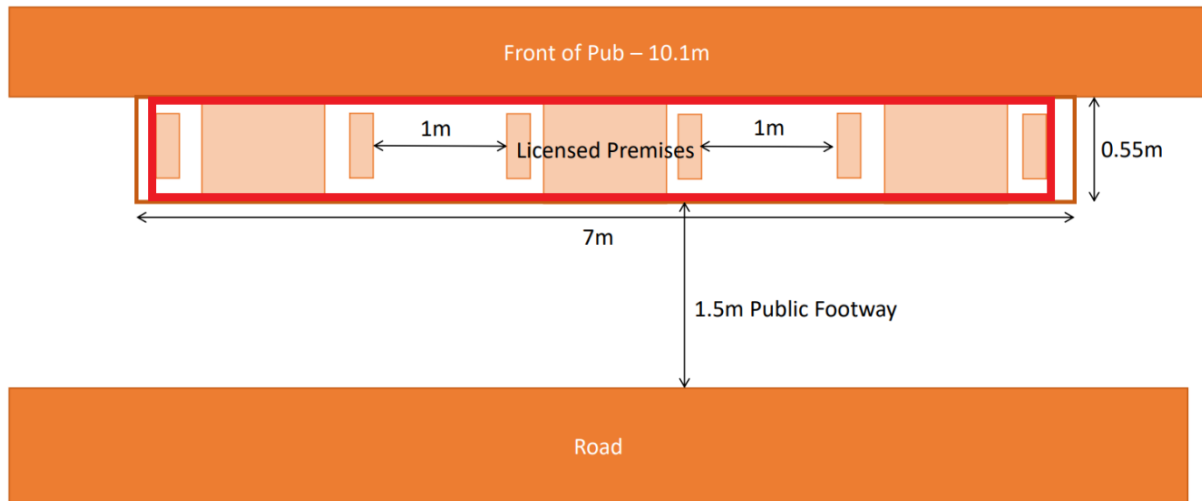 Front of Pub – 10.1m
1m
1m
Licensed Premises
0.55m
7m
1.5m Public Footway
Road